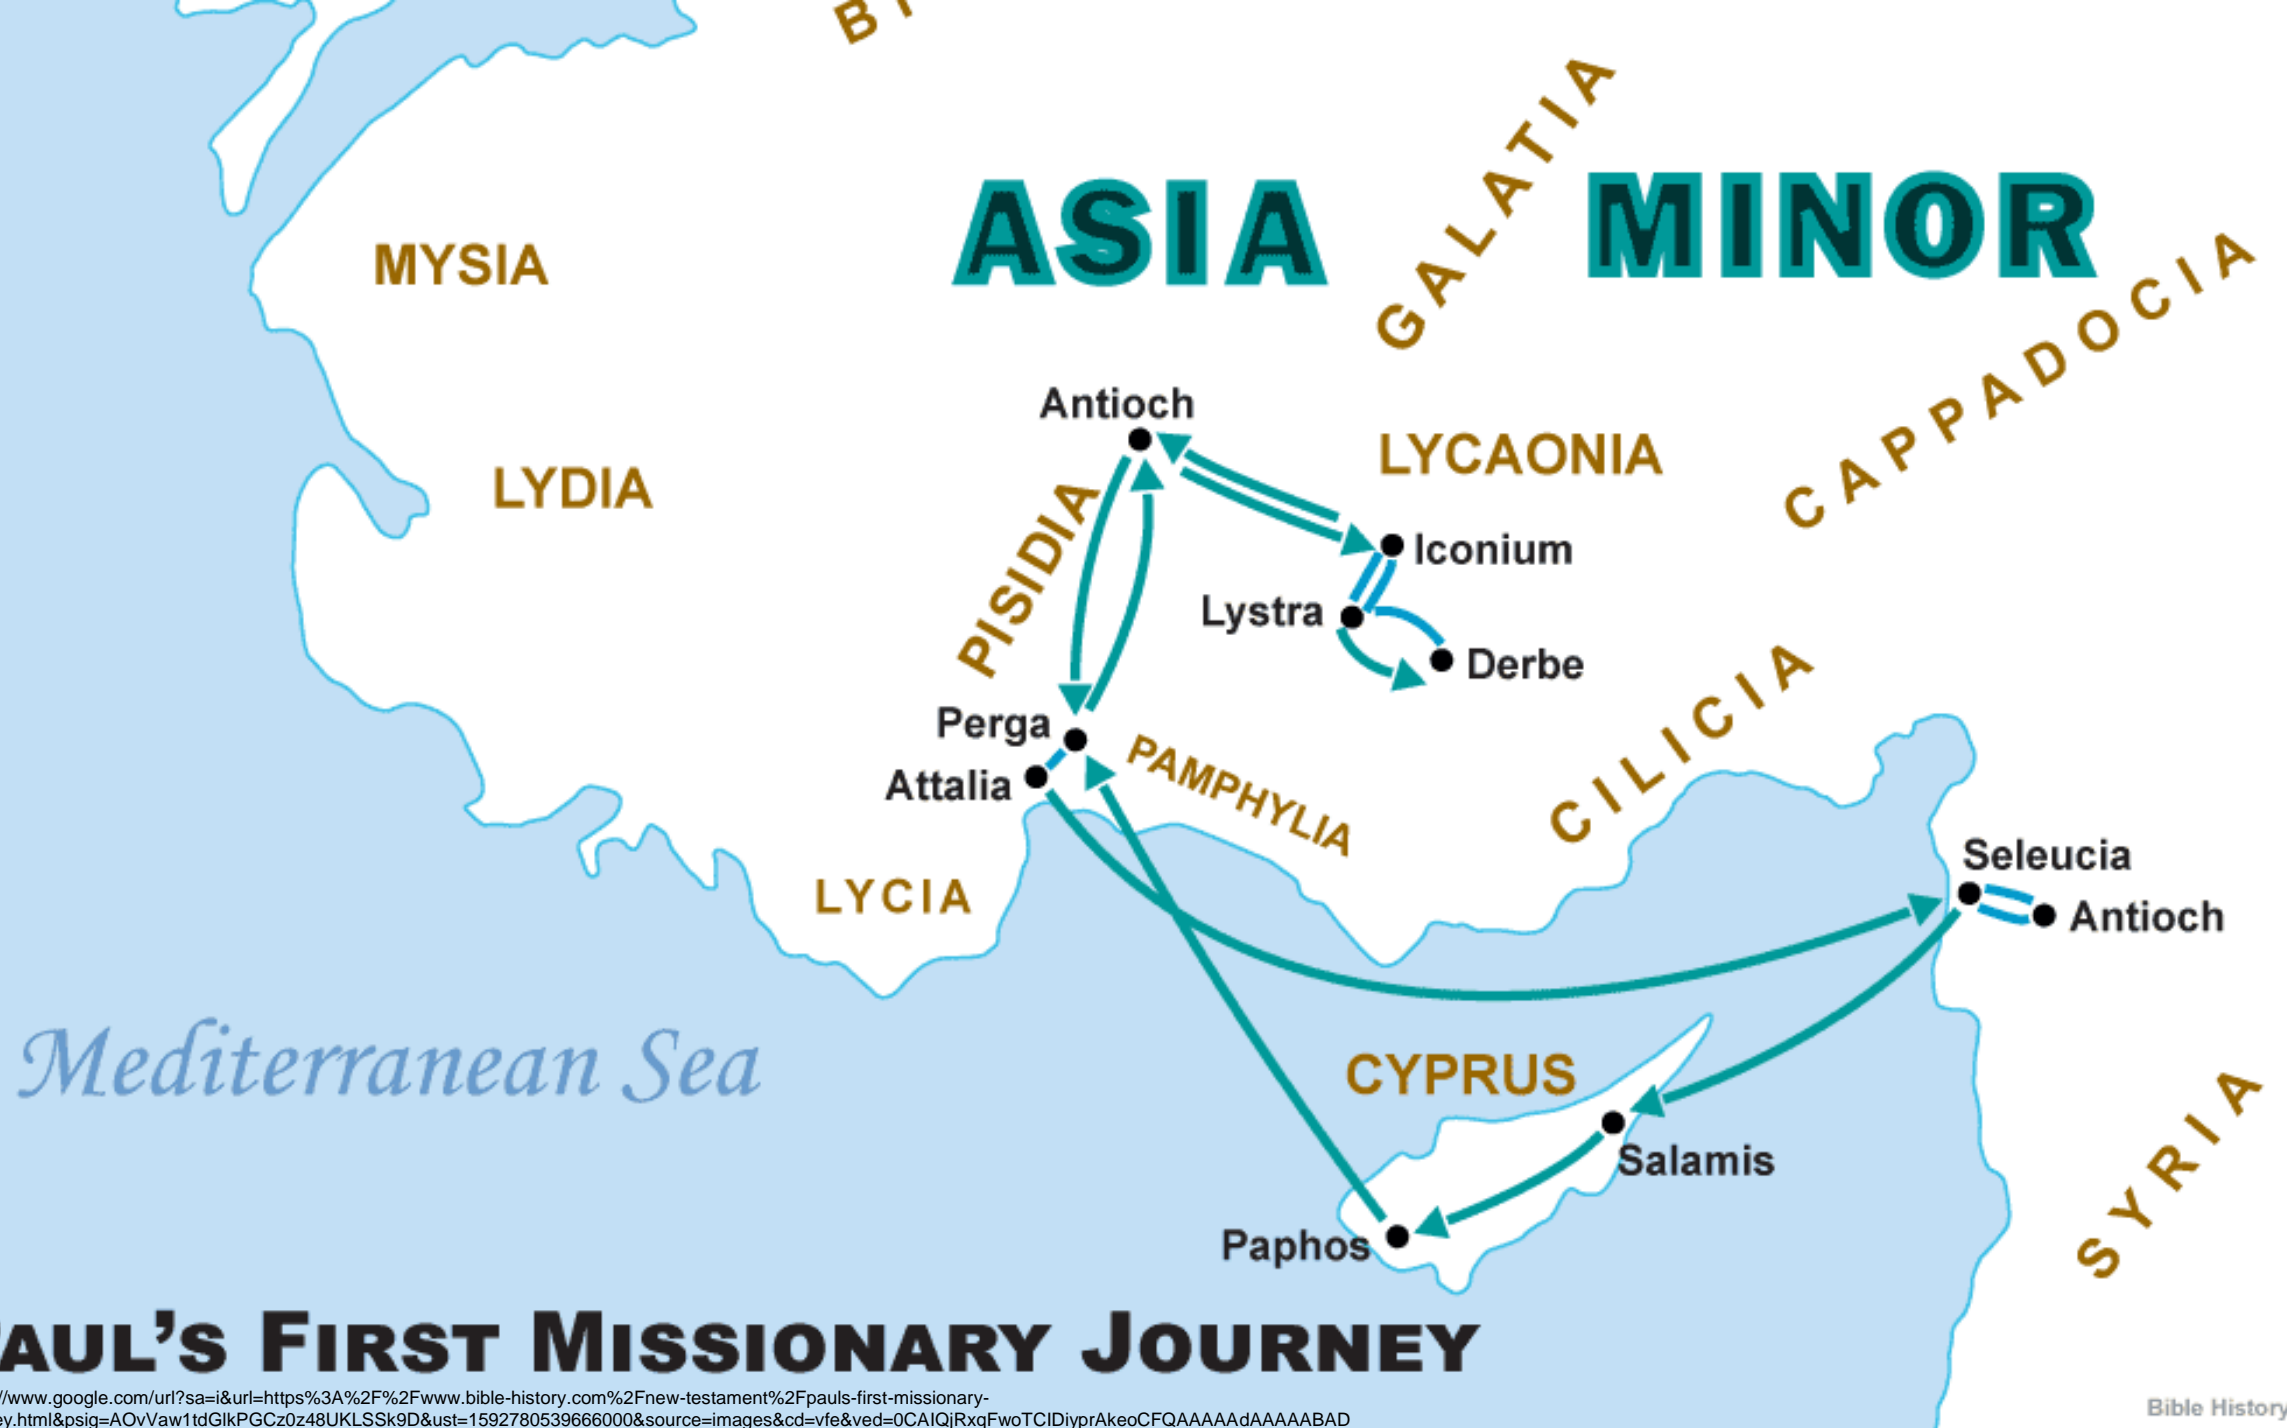 GALATIA
ASIA MINOR
MYSIA
CAPPADOCIA
Antioch
LYCAONIA
LYDIA
PISIDIA
Iconium
Lystra
Derbe
CILICIA
Perga
PAMPHYLIA
Attalia
Seleucia
LYCIA
Antioch
Mediterranean Sea
CYPRUS
SYRIA
Salamis
Paphos
AUL'S FIRST MISSIONARY JOURNEY
//www.google.com/url?sa=i&url=https%3A%2F%2Fwww.bible-history.com%2Fnew-testament%2Fpauls-first-missionary-
ey.html&psig=AOvVaw1tdGlkPGCz0z48UKLSSk9D&ust=1592780539666000&source=images&cd=vfe&ved=0CAIQjRxqFwoTCIDiyprAkeoCFQAAAAAdAAAAABAD
Bible History